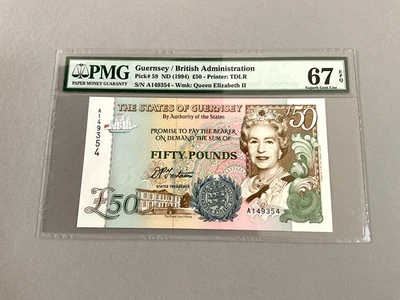 PMG
PAPER MONEY GUARANTY
Guernsey / British Administration
Pick# 59 ND (1994) £50 - Printer: TDLR
S/N A149354 - Wmk: Queen Elizabeth II
67 EPQ
Superb Gem Unc
THE STATES OF GUERNSEY
By Authority of the States
50
PROMISE TO PAY THE BEARER
ON DEMAND THE SUM OF
FIFTY POUNDS
A149354
STATES TREASURER
£50
A149354